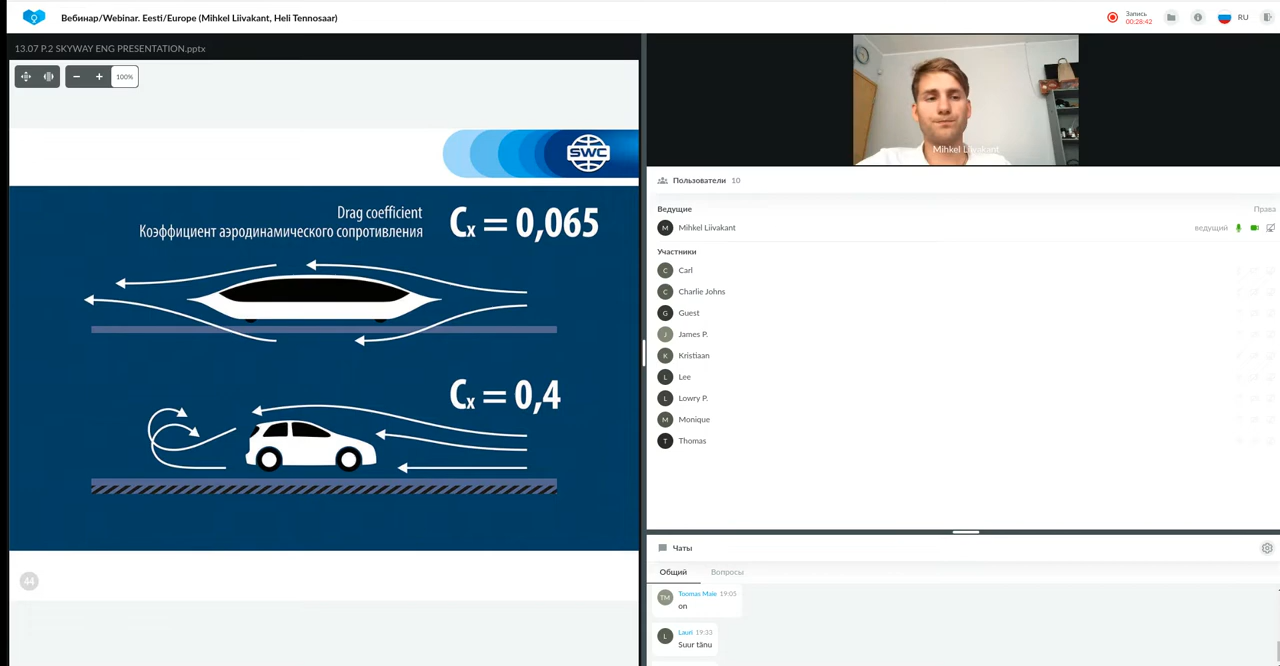 Вебинар/Webinar. Eesti/Europe (Mihkel Liivakant, Heli Tennosaar)
Запись
00:28:42
RU
13.07 P.2 SKYWAY ENG PRESENTATION.pptx
100%
SWC
Drag coefficient
Коэффициент аэродинамического сопротивления
Cx = 0,065
Cx = 0,4
44
Mihkel Liivakant
Пользователи 10
Ведущие
Права
M Mihkel Liivakant
ведущий
Участники
C Carl
C Charlie Johns
G Guest
J James P.
K Kristiaan
L Lee
L Lowry P.
M Monique
T Thomas
Чаты
Общий
Вопросы
TM Toomas Maie 19:05
on
L Lauri 19:33
Suur tänu